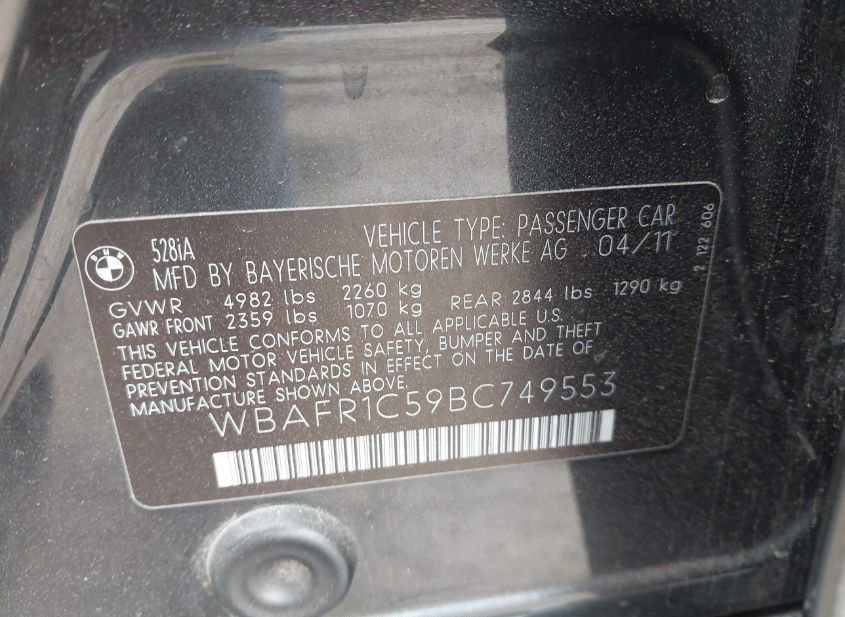 BMW
528iA
VEHICLE TYPE: PASSENGER CAR
MFD BY BAYERISCHE MOTOREN WERKE AG 04/11
GVWR 4982 lbs 2260 kg
GAWR FRONT 2359 lbs 1070 kg REAR 2844 lbs 1290 kg
THIS VEHICLE CONFORMS TO ALL APPLICABLE U.S.
FEDERAL MOTOR VEHICLE SAFETY, BUMPER AND THEFT
PREVENTION STANDARDS IN EFFECT ON THE DATE OF
MANUFACTURE SHOWN ABOVE.
WBAFR1C59BC749553
2 122 606